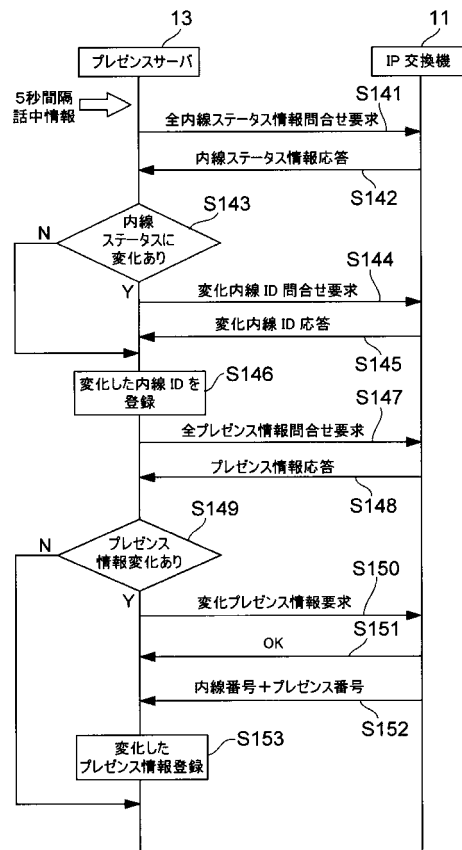 13
11
プレゼンスサーバ
IP 交換機
5秒間隔
話中情報
S141
全内線ステータス情報問合せ要求
内線ステータス情報応答
S142
S143
内線
ステータスに
変化あり
N
Y
S144
変化内線 ID 問合せ要求
変化内線 ID 応答
S145
変化した内線 IDを
登録
S146
S147
全プレゼンス情報問合せ要求
プレゼンス情報応答
S148
S149
プレゼンス
情報変化あり
N
Y
S150
変化プレゼンス情報要求
S151
OK
内線番号+プレゼンス番号
S152
変化した
プレゼンス情報登録
S153